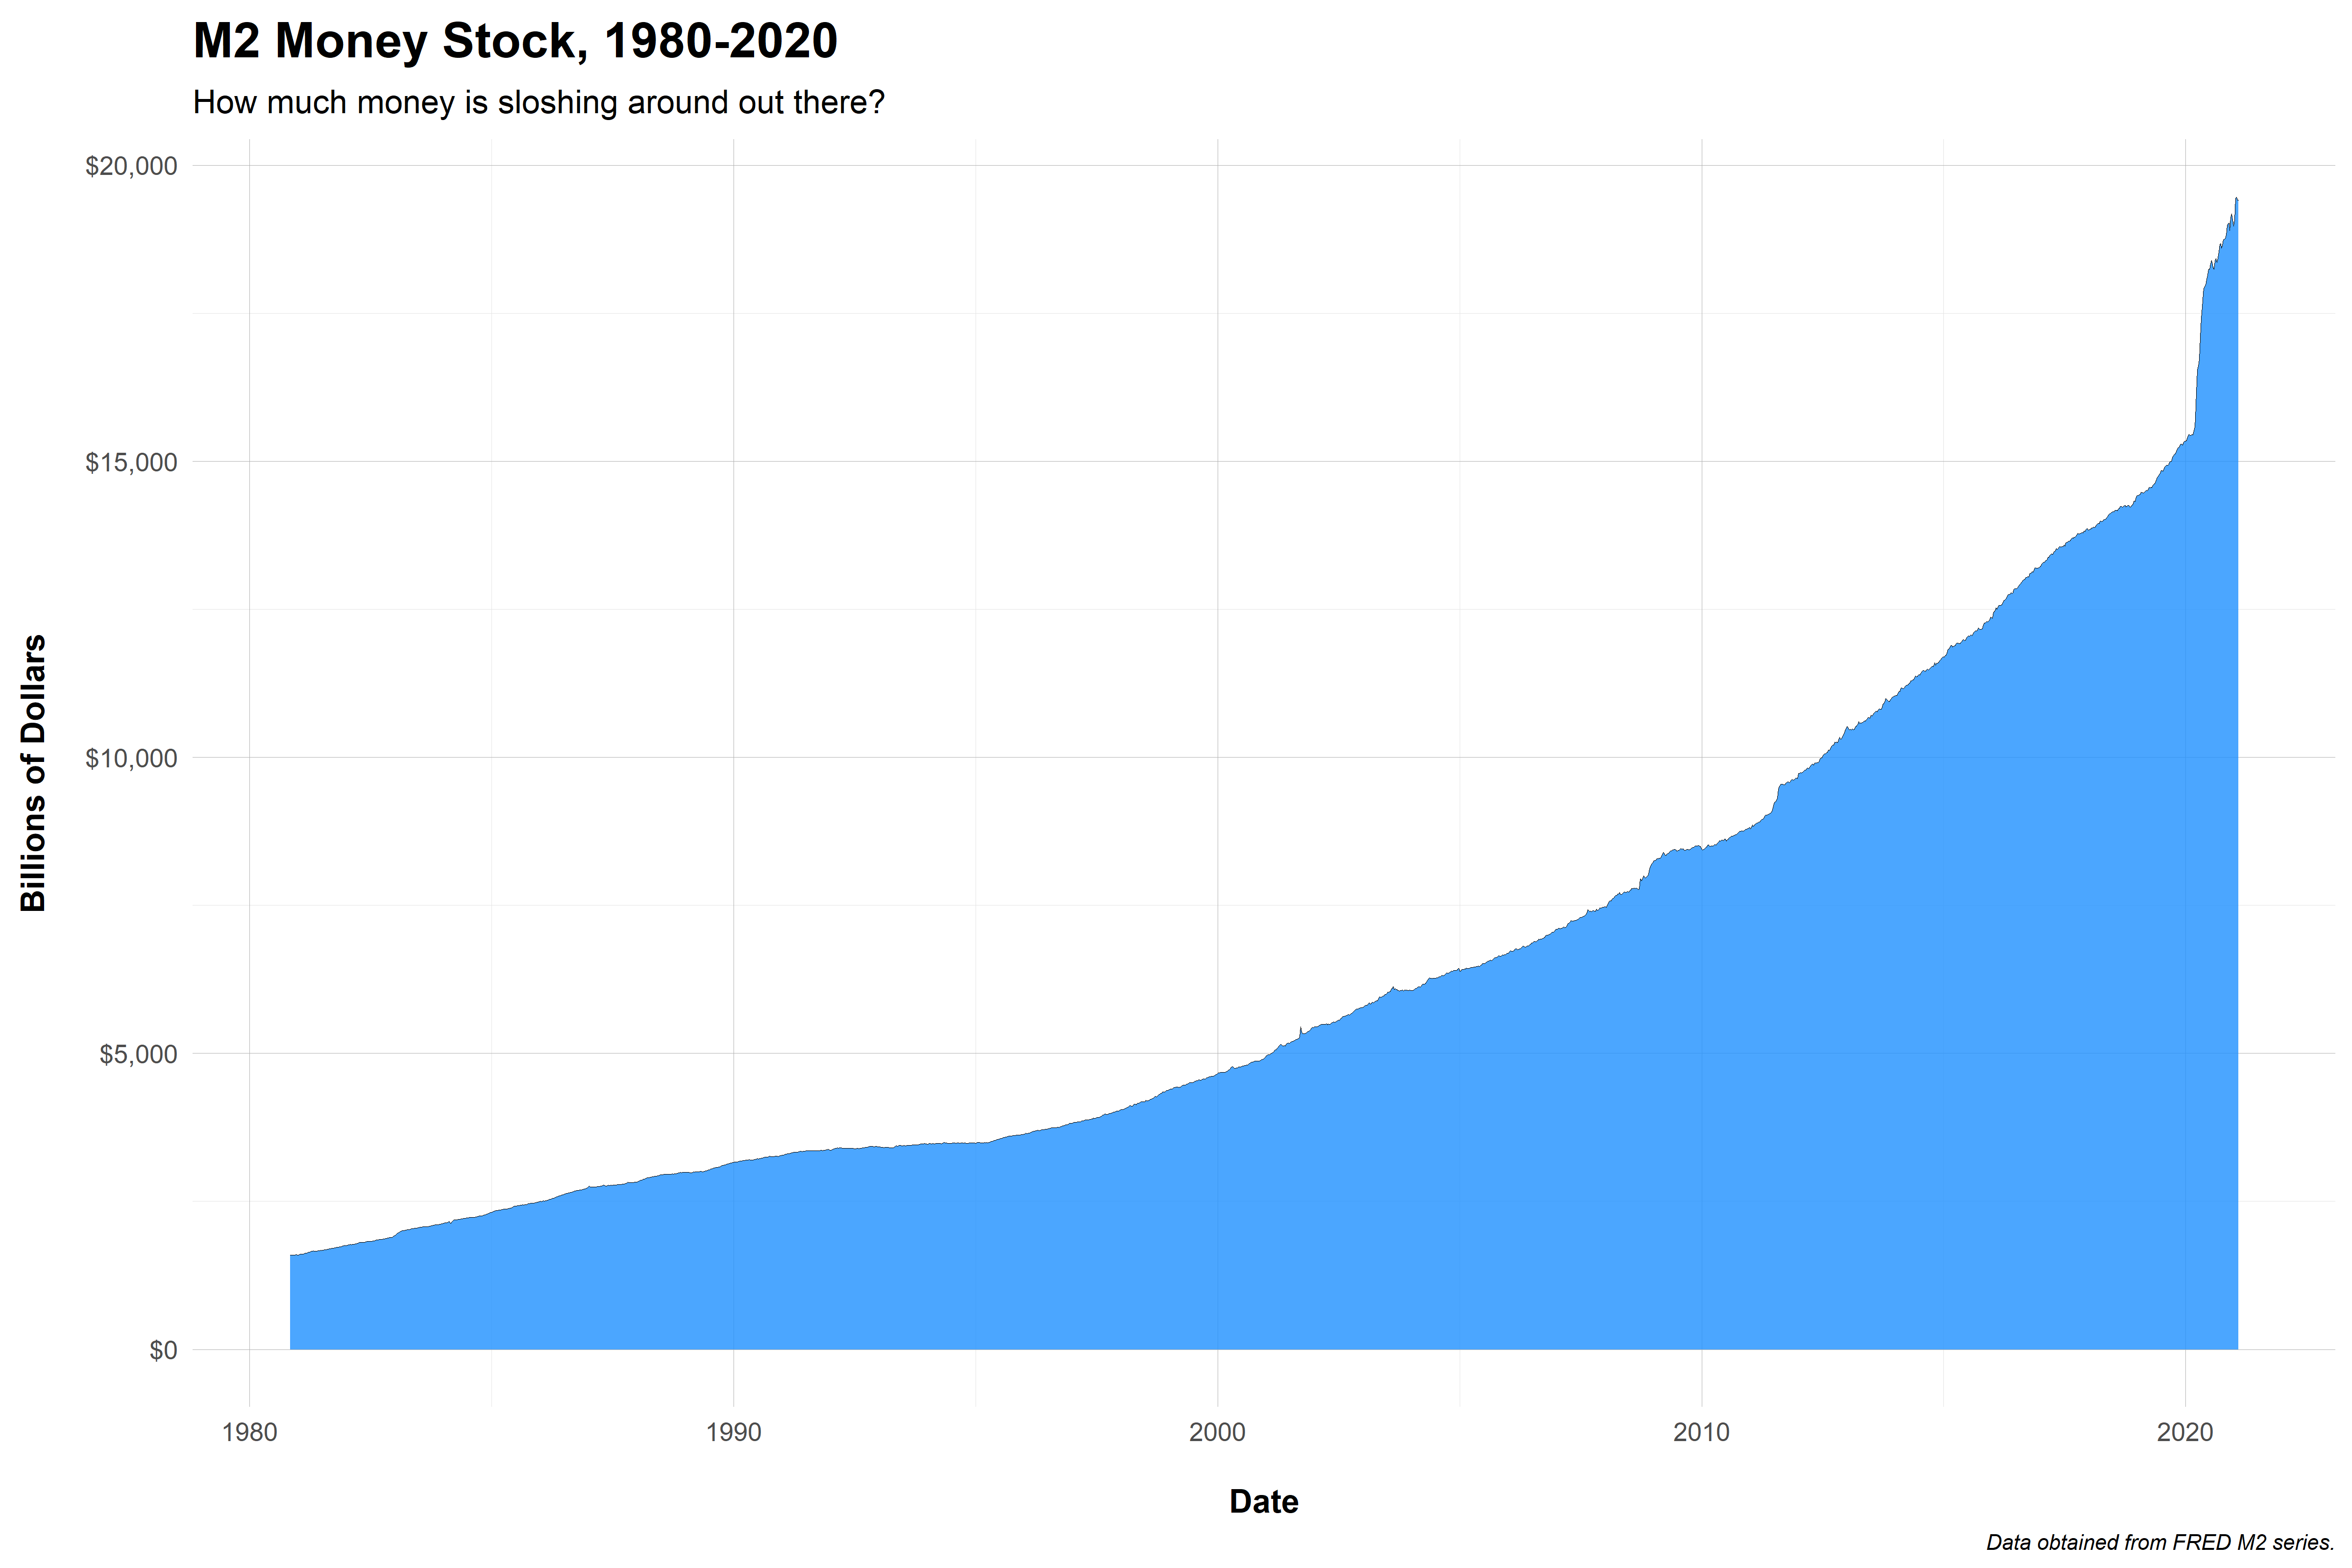 M2 Money Stock, 1980-2020
How much money is sloshing around out there?
$20,000
$15,000
$10,000
$5,000
$0
Billions of Dollars
1980 1990 2000 2010 2020
Date
Data obtained from FRED M2 series.